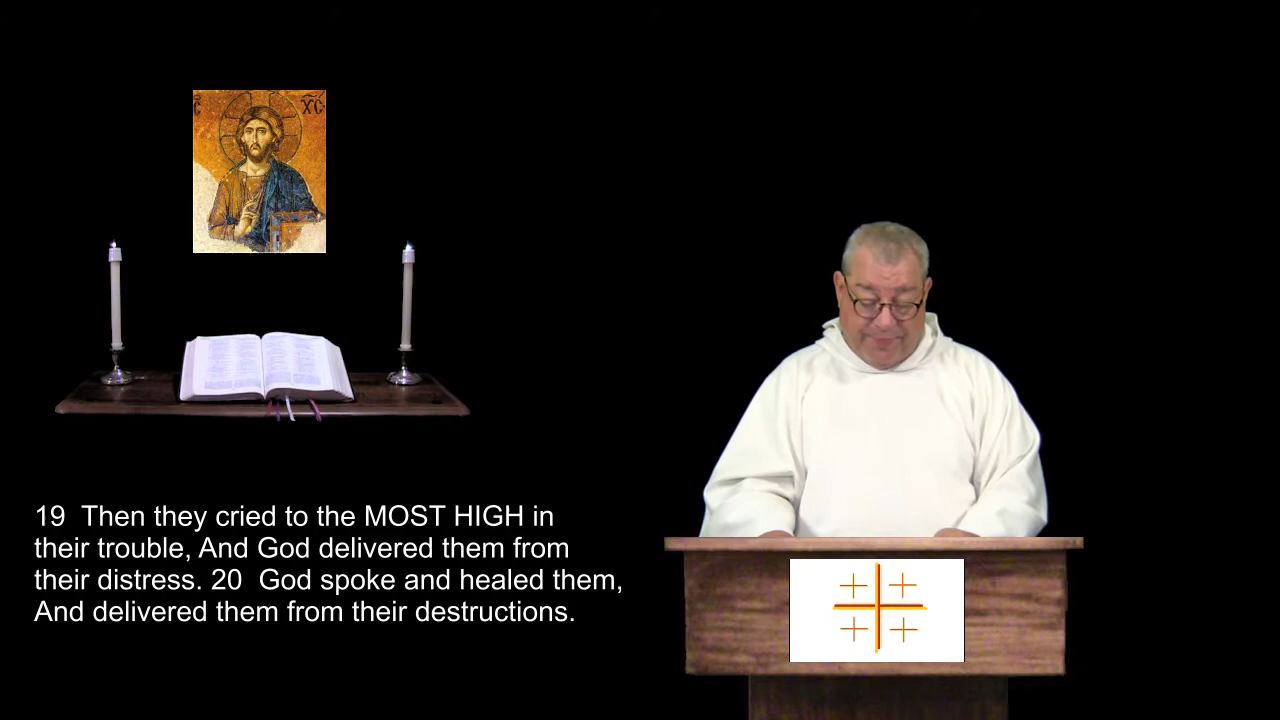 19  Then they cried to the MOST HIGH in
their trouble, And God delivered them from
their distress. 20  God spoke and healed them,
And delivered them from their destructions.